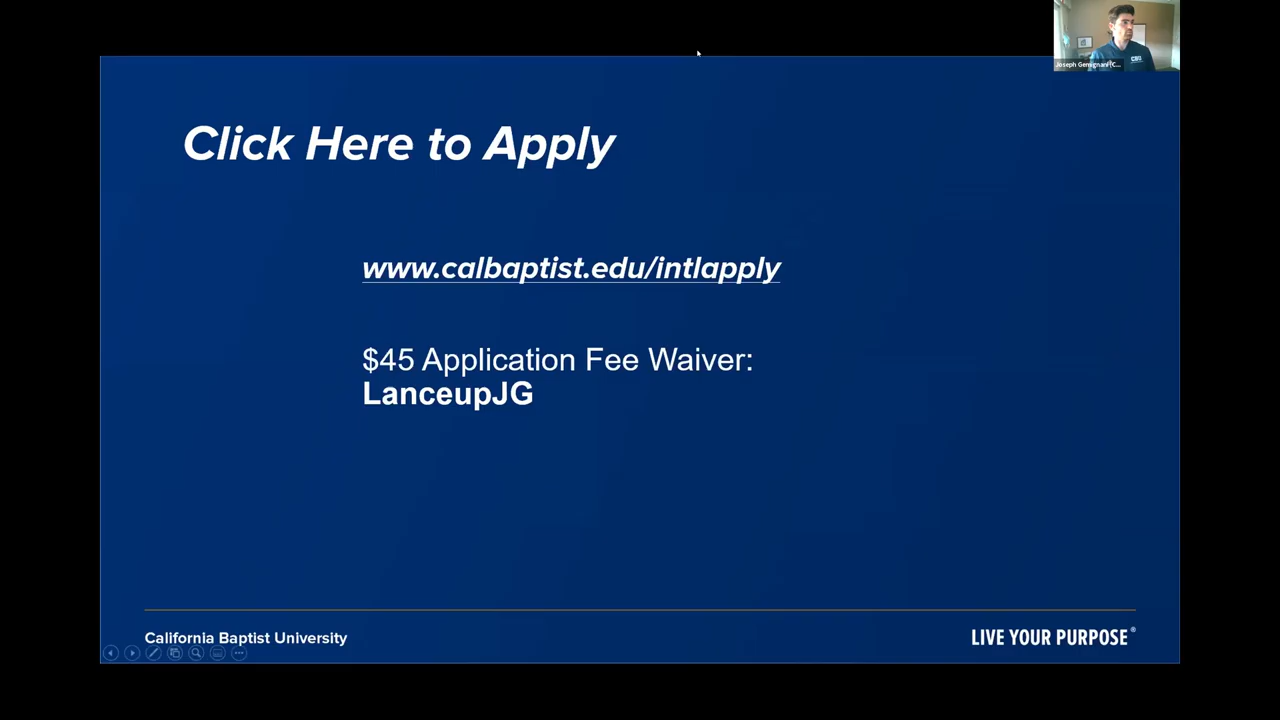 Click Here to Apply
www.calbaptist.edu/intlapply
$45 Application Fee Waiver:
LanceupJG
California Baptist University
LIVE YOUR PURPOSE®
CBU